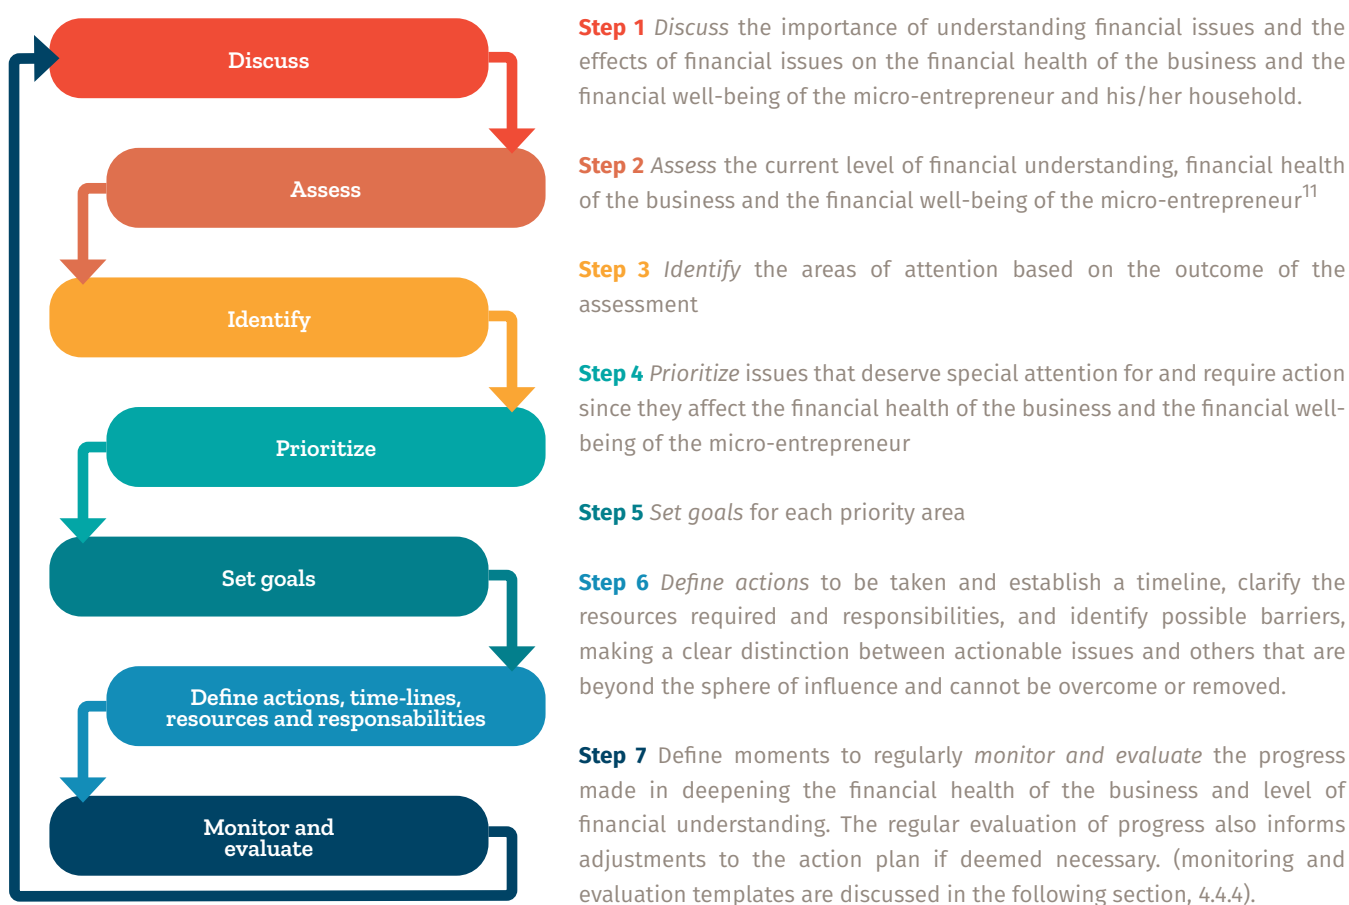 Discuss
Assess
Identify
Prioritize
Set goals
Define actions, time-lines,
resources and responsabilities
Monitor and
evaluate
Step 1 Discuss the importance of understanding financial issues and the
effects of financial issues on the financial health of the business and the
financial well-being of the micro-entrepreneur and his/her household.
Step 2 Assess the current level of financial understanding, financial health
of the business and the financial well-being of the micro-entrepreneur11
Step 3 Identify the areas of attention based on the outcome of the
assessment
Step 4 Prioritize issues that deserve special attention for and require action
since they affect the financial health of the business and the financial well-
being of the micro-entrepreneur
Step 5 Set goals for each priority area
Step 6 Define actions to be taken and establish a timeline, clarify the
resources required and responsibilities, and identify possible barriers,
making a clear distinction between actionable issues and others that are
beyond the sphere of influence and cannot be overcome or removed.
Step 7 Define moments to regularly monitor and evaluate the progress
made in deepening the financial health of the business and level of
financial understanding. The regular evaluation of progress also informs
adjustments to the action plan if deemed necessary. (monitoring and
evaluation templates are discussed in the following section, 4.4.4).